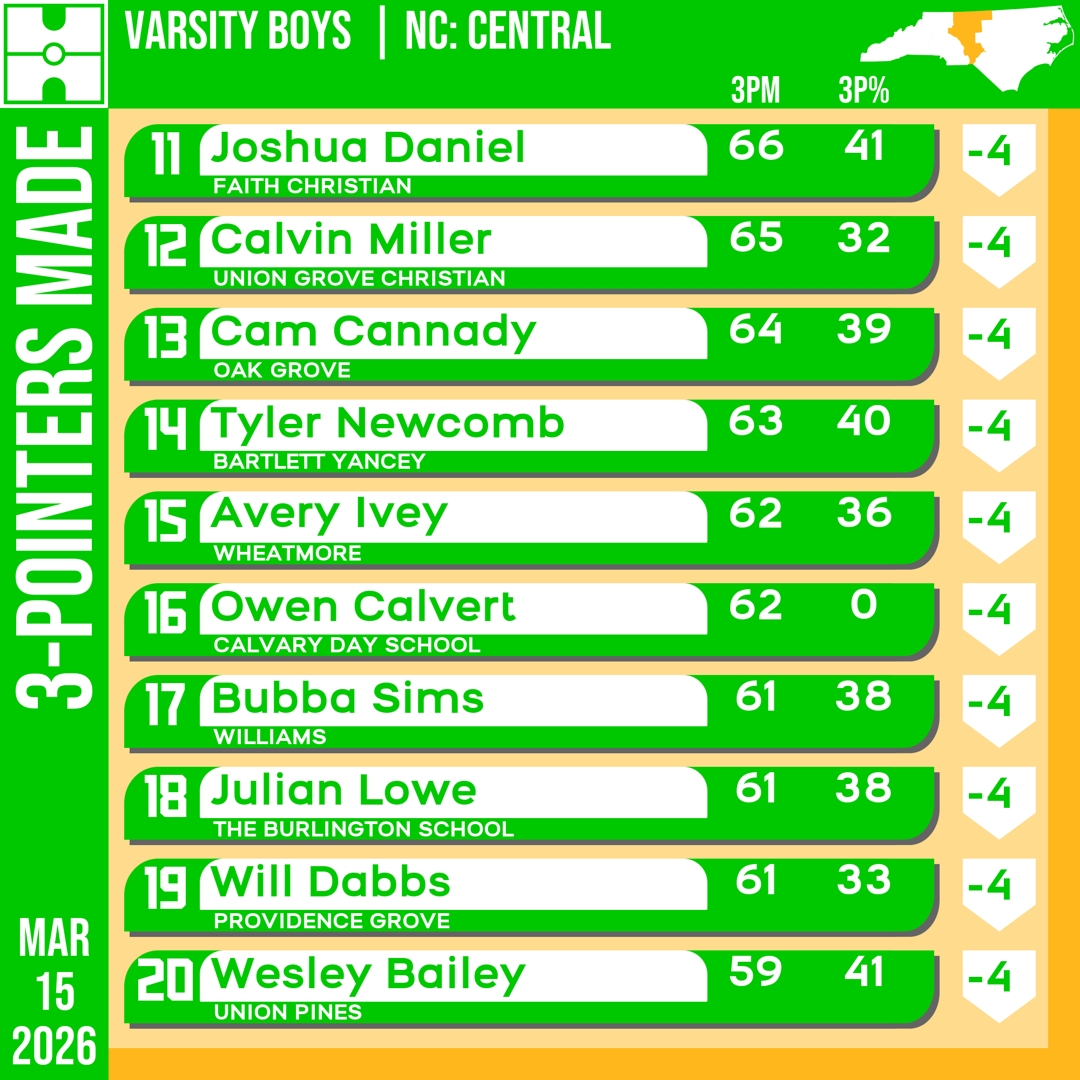 VARSITY BOYS | NC: CENTRAL
3PM 3P%
3-POINTERS MADE
11 Joshua Daniel 66 41 -4
FAITH CHRISTIAN
12 Calvin Miller 65 32 -4
UNION GROVE CHRISTIAN
13 Cam Cannady 64 39 -4
OAK GROVE
14 Tyler Newcomb 63 40 -4
BARTLETT YANCEY
15 Avery Ivey 62 36 -4
WHEATMORE
16 Owen Calvert 62 0 -4
CALVARY DAY SCHOOL
17 Bubba Sims 61 38 -4
WILLIAMS
18 Julian Lowe 61 38 -4
THE BURLINGTON SCHOOL
19 Will Dabbs 61 33 -4
PROVIDENCE GROVE
20 Wesley Bailey 59 41 -4
UNION PINES
MAR
15
2026